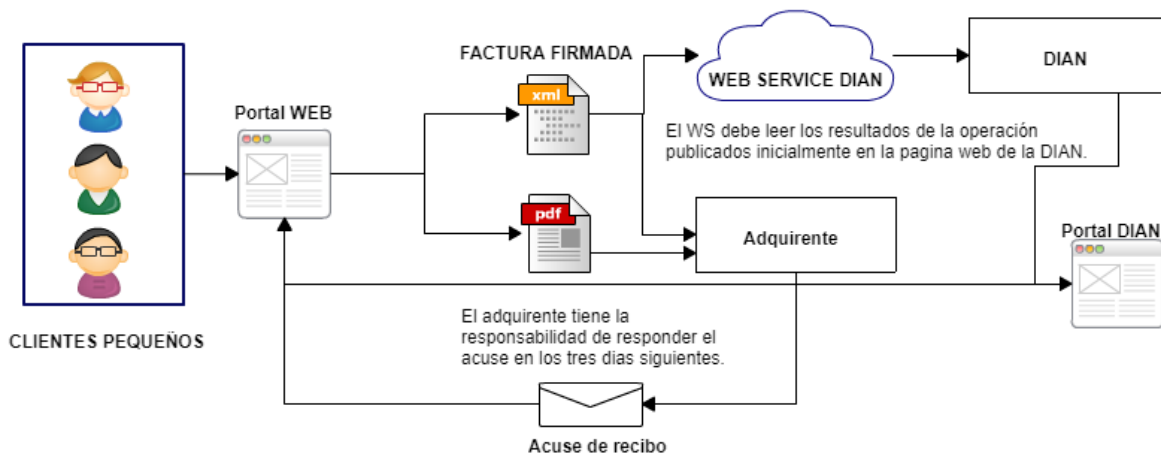 FACTURA FIRMADA
WEB SERVICE DIAN
DIAN
Portal WEB
xml
El WS debe leer los resultados de la operación
publicados inicialmente en la pagina web de la DIAN.
pdf
Adquirente
Portal DIAN
CLIENTES PEQUEÑOS
El adquirente tiene la
responsabilidad de responder el
acuse en los tres dias siguientes.
Acuse de recibo